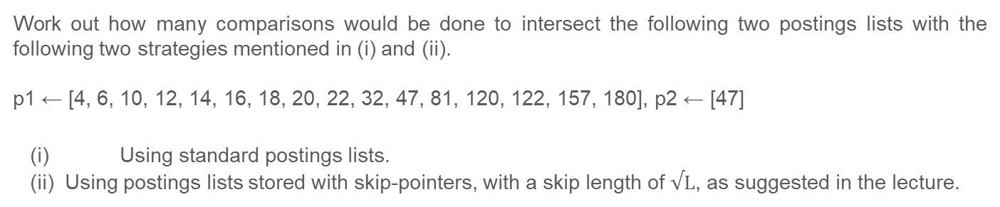 Work out how many comparisons would be done to intersect the following two postings lists with the
following two strategies mentioned in (i) and (ii).
p1 ← [4, 6, 10, 12, 14, 16, 18, 20, 22, 32, 47, 81, 120, 122, 157, 180], p2 ← [47]
(i) Using standard postings lists.
(ii) Using postings lists stored with skip-pointers, with a skip length of √L, as suggested in the lecture.